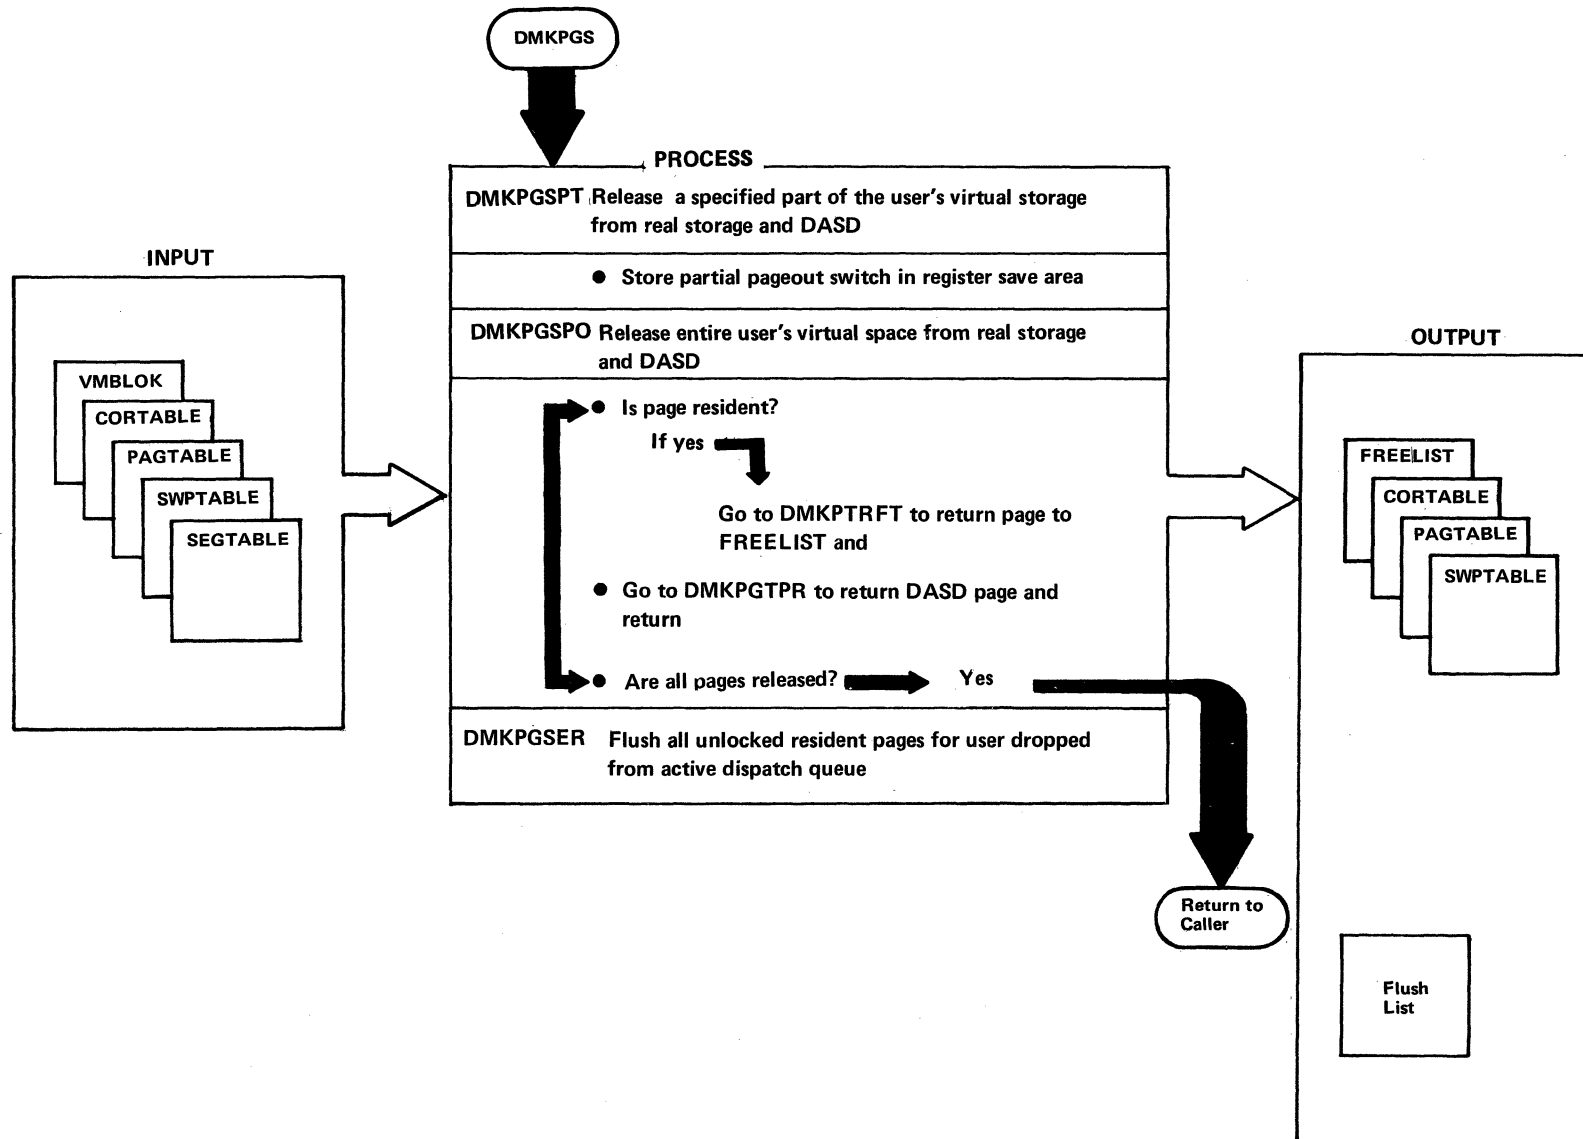 DMKPGS
PROCESS
DMKPGSPT Release a specified part of the user's virtual storage
from real storage and DASD
● Store partial pageout switch in register save area
DMKPGSPO Release entire user's virtual space from real storage
and DASD
● Is page resident?
If yes
Go to DMKPTRFT to return page to
FREELIST and
● Go to DMKPGTPR to return DASD page and
return
● Are all pages released?
Yes
DMKPGSER Flush all unlocked resident pages for user dropped
from active dispatch queue
INPUT
VMBLOK
CORTABLE
PAGTABLE
SWPTABLE
SEGTABLE
OUTPUT
FREELIST
CORTABLE
PAGTABLE
SWPTABLE
Return to
Caller
Flush
List